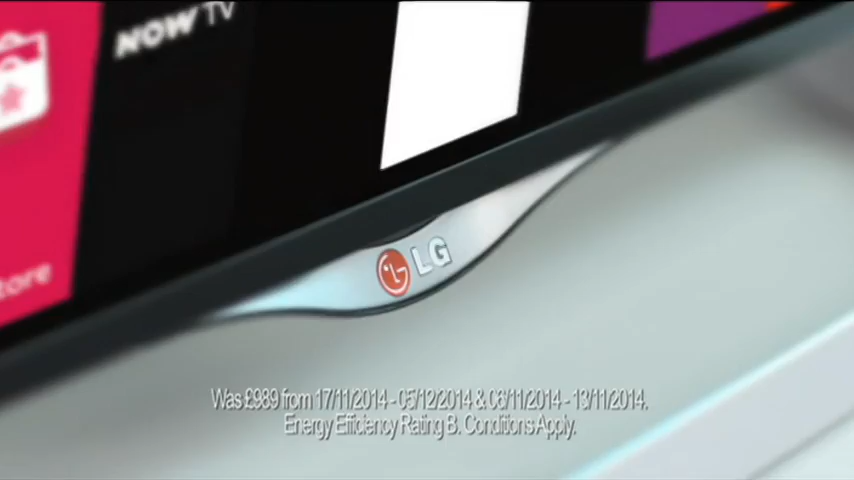 NOW TV
tore
LG
Was £989 from 17/11/2014 - 05/12/2014 & 06/11/2014 - 13/11/2014.
Energy Efficiency Rating B. Conditions Apply.